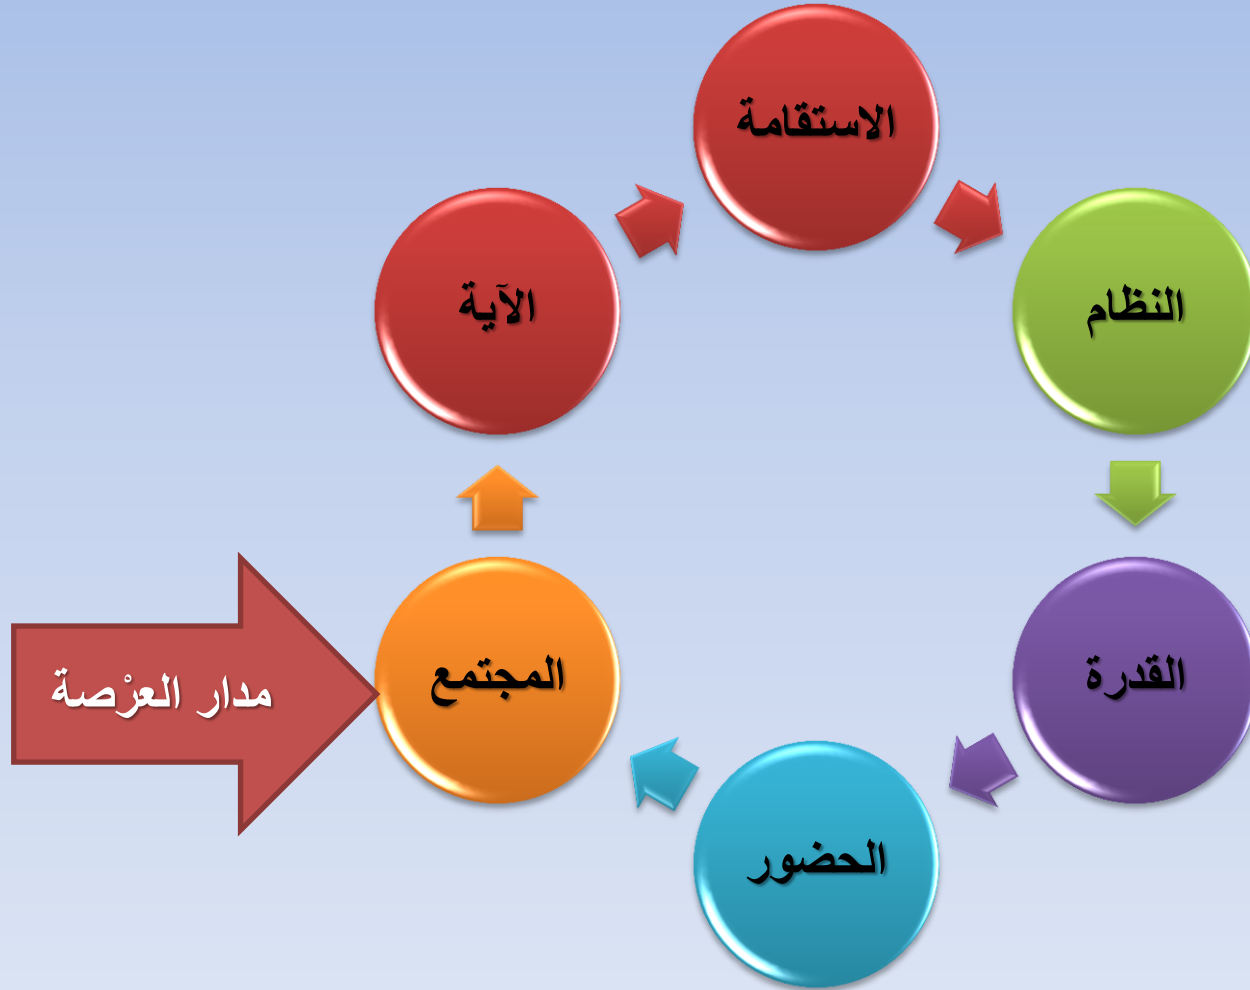 الاستقامة
النظام
القدرة
الحضور
المجتمع
الآية
مدار العرْصة